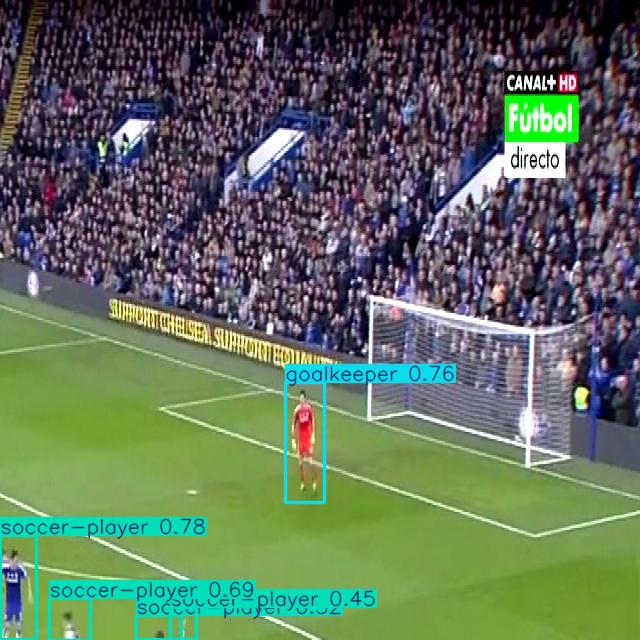 CANAL+ HD
Fútbol
directo
SUPPORT CHELSEA. SUPPORT
goalkeeper 0.76
soccer-player 0.78
soccer-player 0.69
soccer-player 0.45